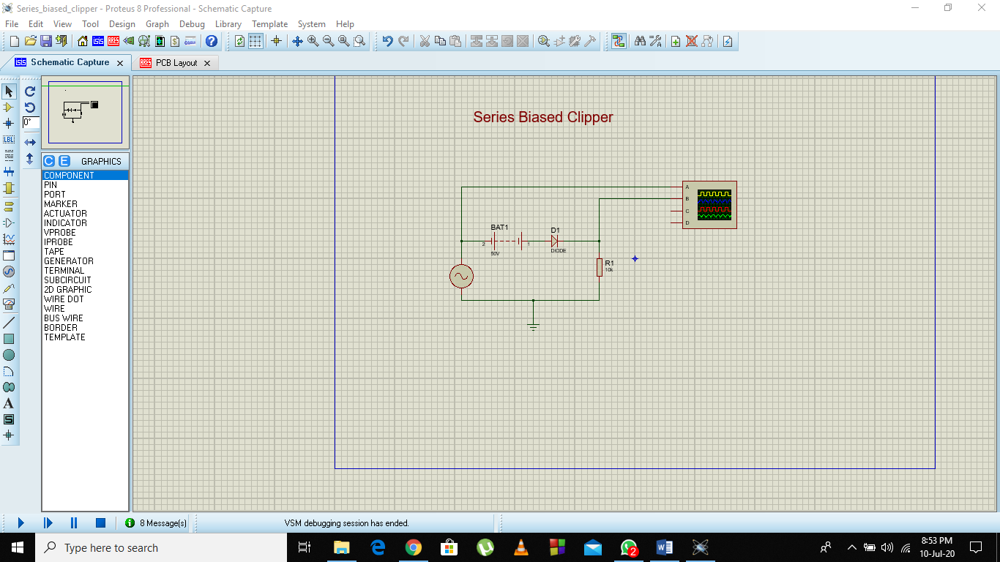 Series_biased_clipper - Proteus 8 Professional - Schematic Capture
File Edit View Tool Design Graph Debug Library Template System Help
Schematic Capture
PCB Layout
0°
LBL
C E GRAPHICS
COMPONENT
PIN
PORT
MARKER
ACTUATOR
INDICATOR
VPROBE
IPROBE
TAPE
GENERATOR
TERMINAL
SUBCIRCUIT
2D GRAPHIC
WIRE DOT
WIRE
BUS WIRE
BORDER
TEMPLATE
A
S
Series Biased Clipper
A
B
C
D
BAT1
2
1
50V
D1
DIODE
R1
10k
8 Message(s)
VSM debugging session has ended.
Type here to search
2
8:53 PM
10-Jul-20